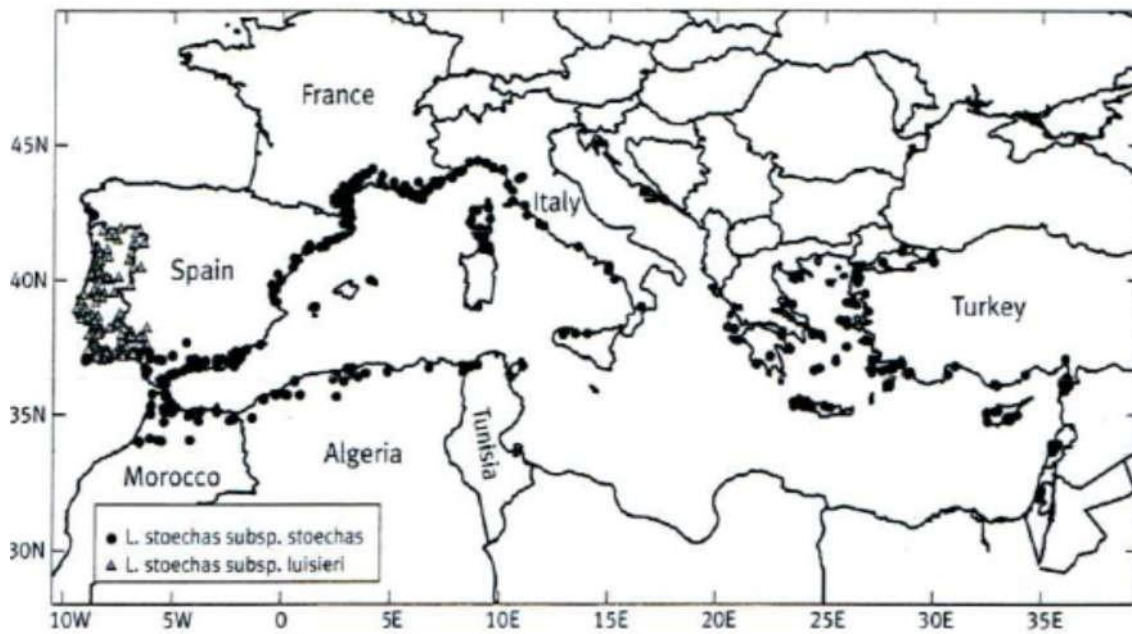 France
45N
Italy
40N
Spain
Turkey
35N
Algeria
Tunisia
Morocco
L. stoechas subsp. stoechas
L. stoechas subsp. luisieri
30N
10W 5W 0 5E 10E 15E 20E 25E 30E 35E